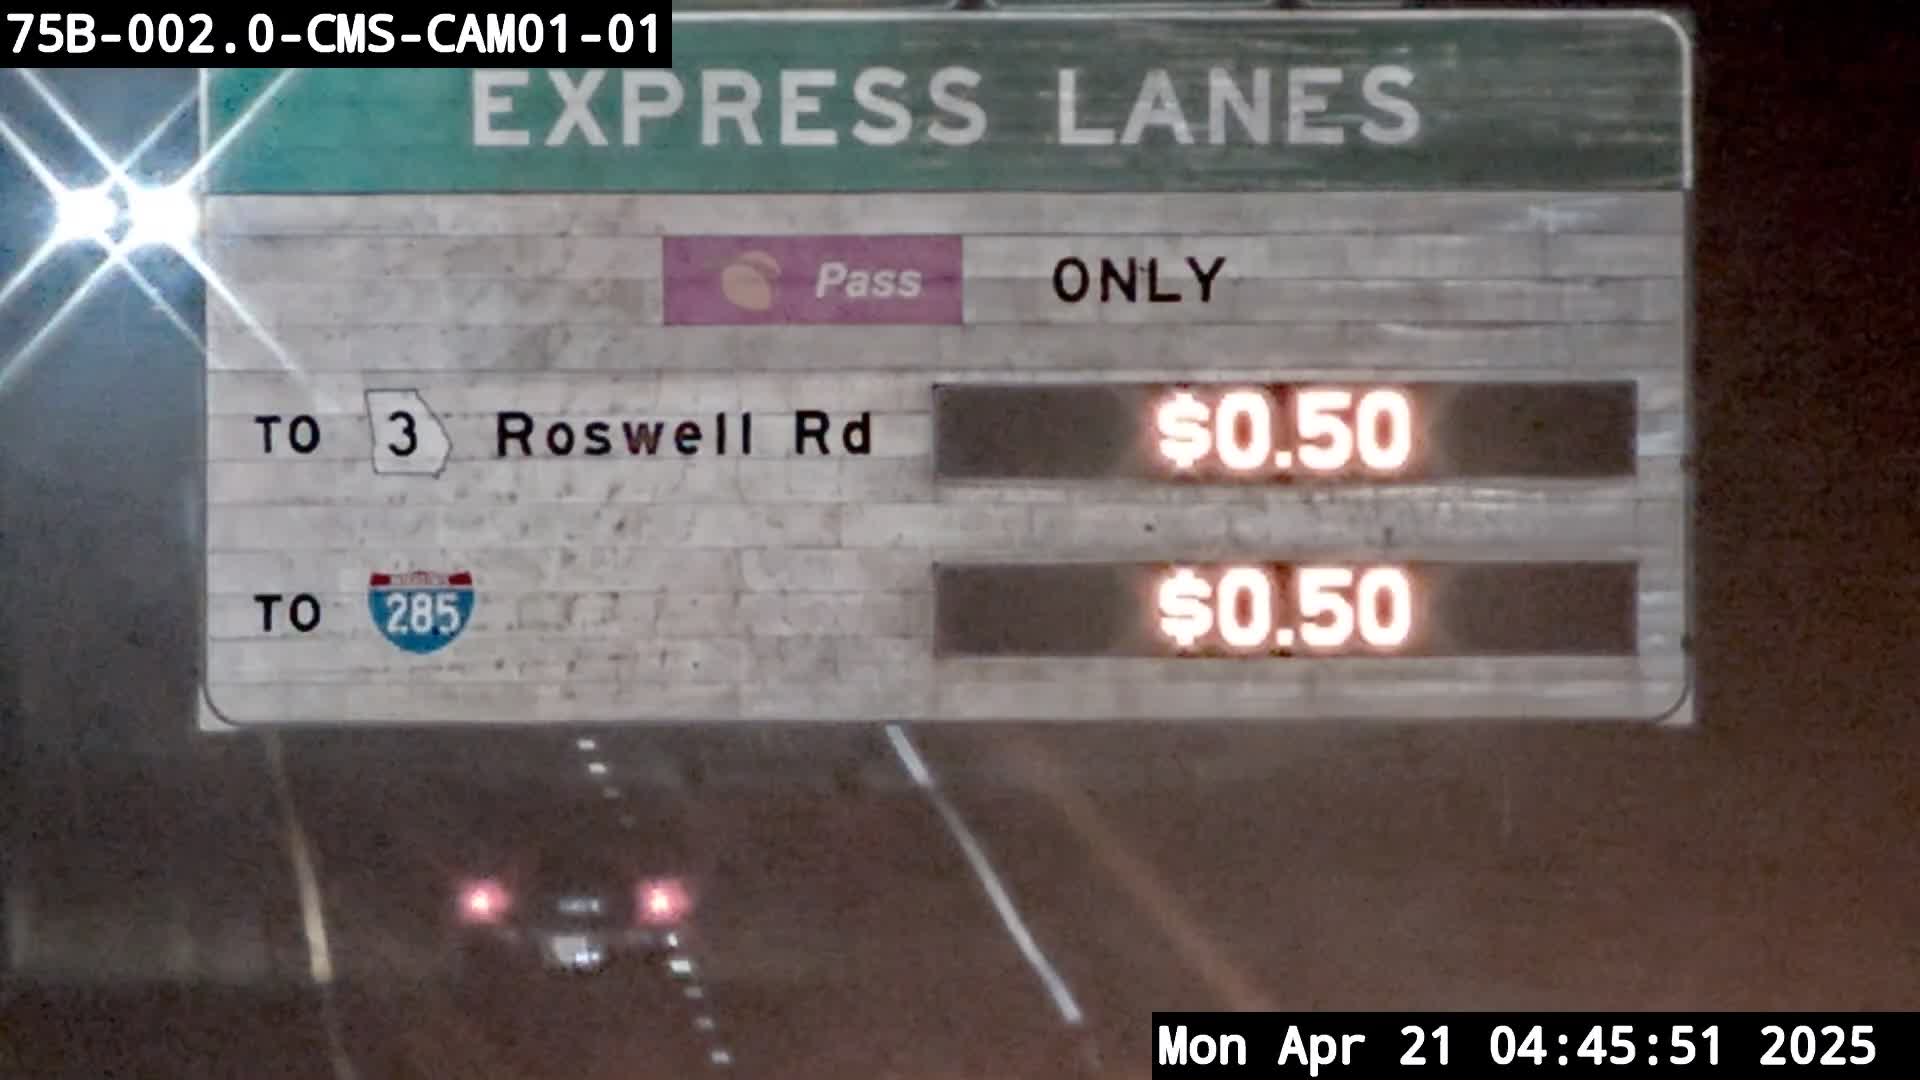 75B-002.0-CMS-CAM01-01
EXPRESS LANES
Pass ONLY
TO 3 Roswell Rd $0.50
TO 285 $0.50
Mon Apr 21 04:45:51 2025